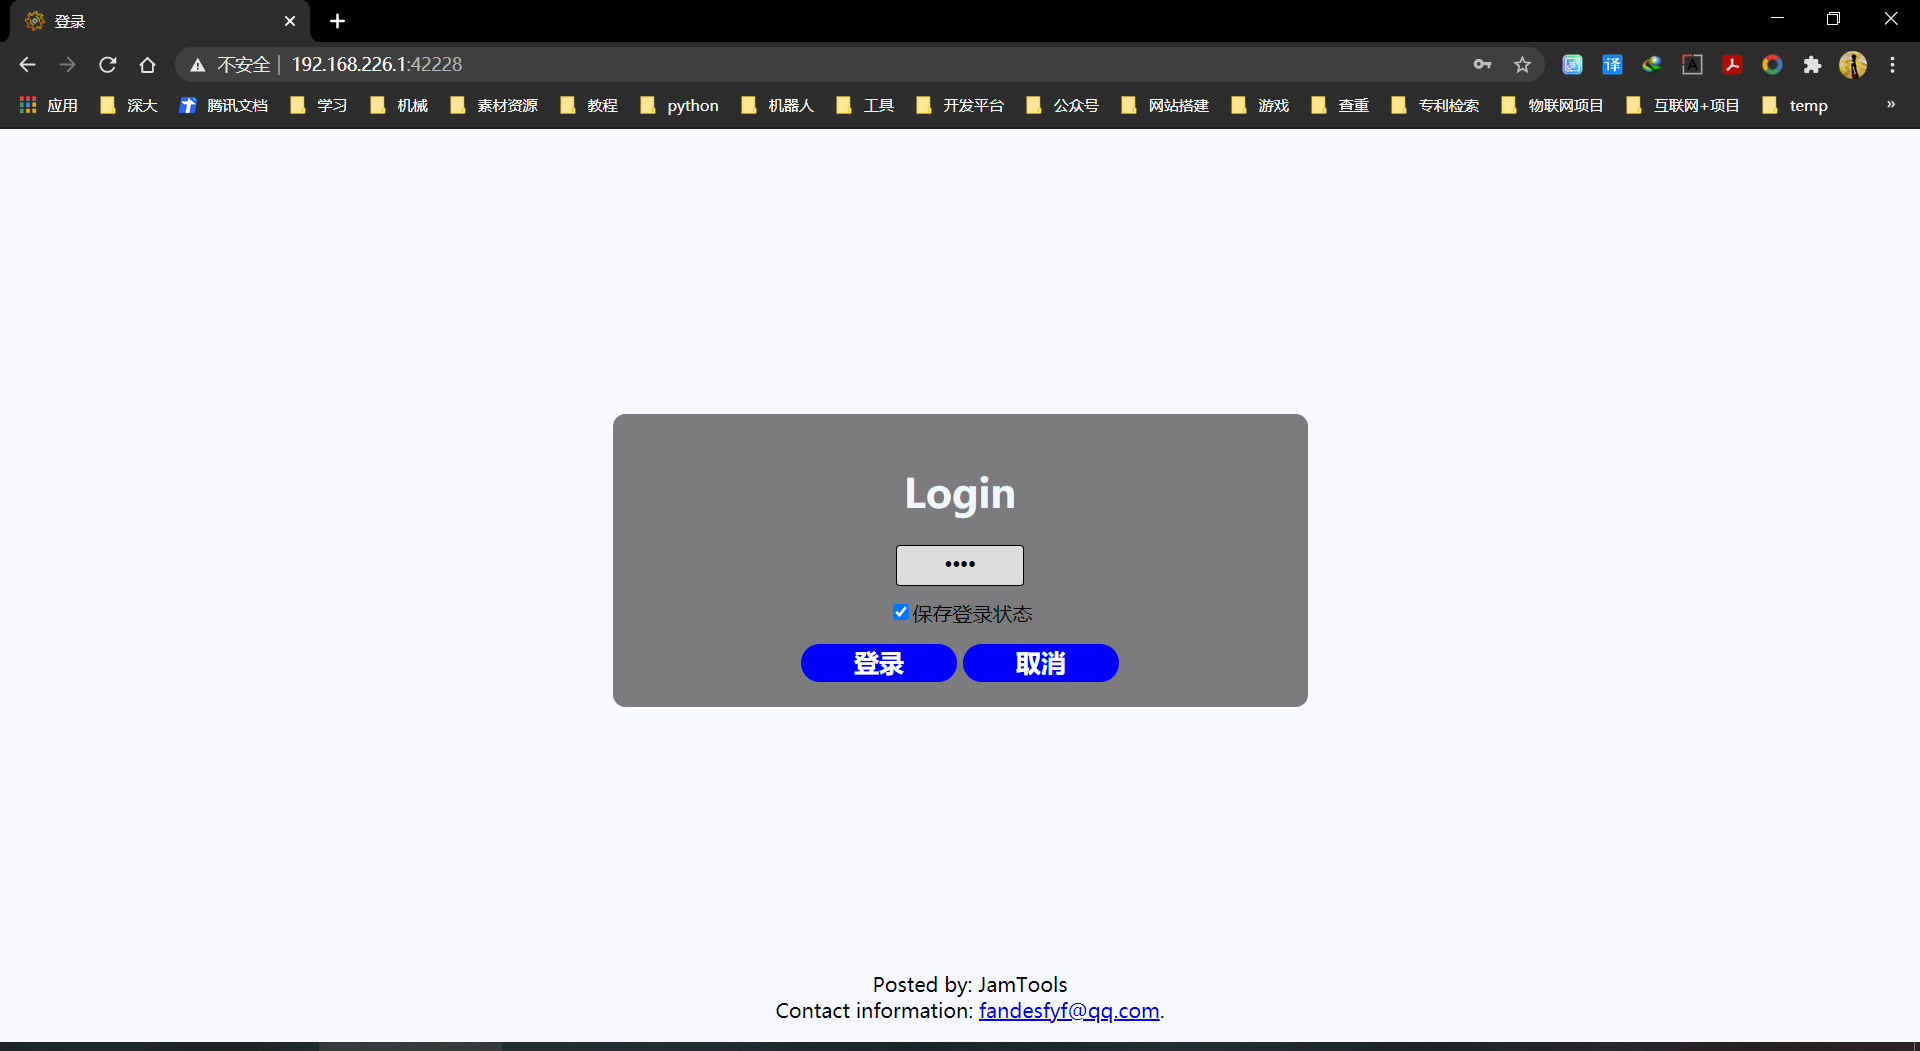 登录
不安全 | 192.168.226.1:42228
应用 深大 腾讯文档 学习 机械 素材资源 教程 python 机器人 工具 开发平台 公众号 网站搭建 游戏 查重 专利检索 物联网项目 互联网+项目 temp »
Login
••••
保存登录状态
登录 取消
Posted by: JamTools
Contact information: fandesfyf@qq.com.